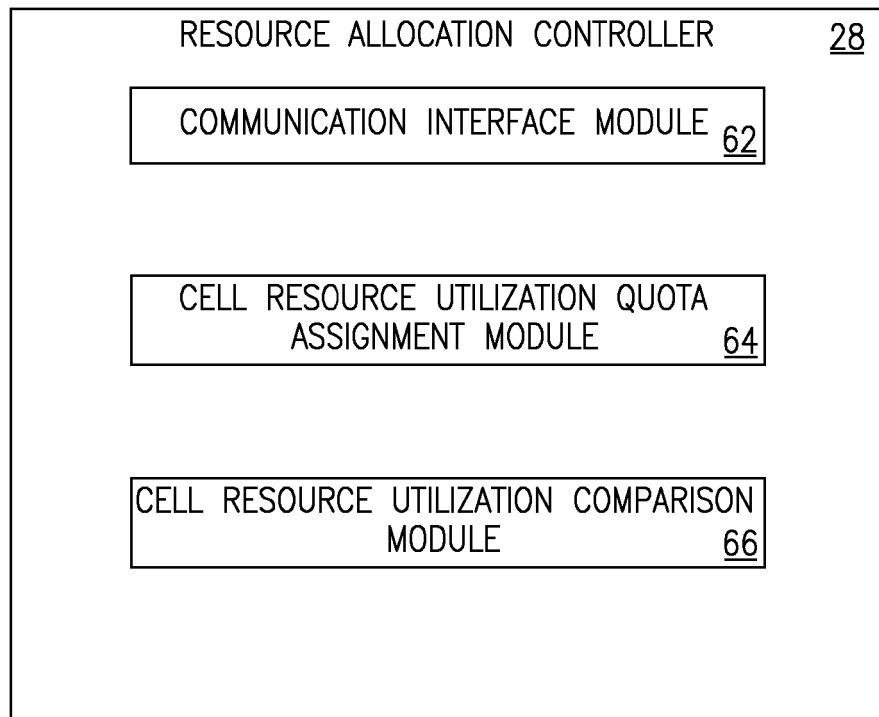 RESOURCE ALLOCATION CONTROLLER 28
COMMUNICATION INTERFACE MODULE 62
CELL RESOURCE UTILIZATION QUOTA
ASSIGNMENT MODULE 64
CELL RESOURCE UTILIZATION COMPARISON
MODULE 66